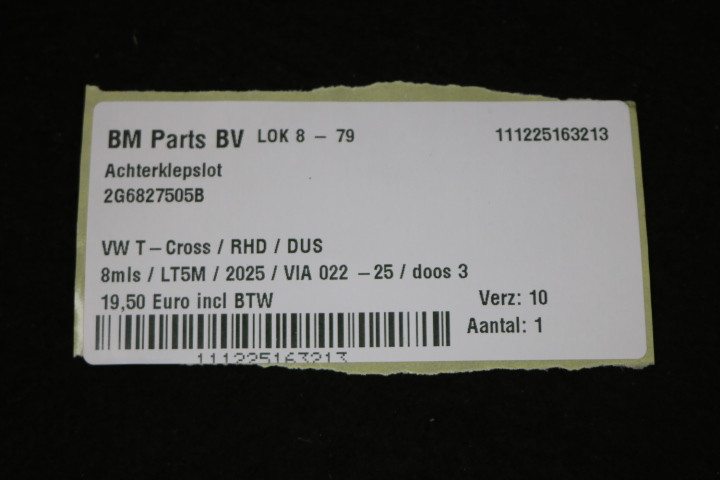 BM Parts BV LOK 8 - 79 111225163213
Achterklepslot
2G6827505B
VW T-Cross / RHD / DUS
8mls / LT5M / 2025 / VIA 022 -25 / doos 3
19,50 Euro incl BTW Verz: 10
Aantal: 1
111225163213